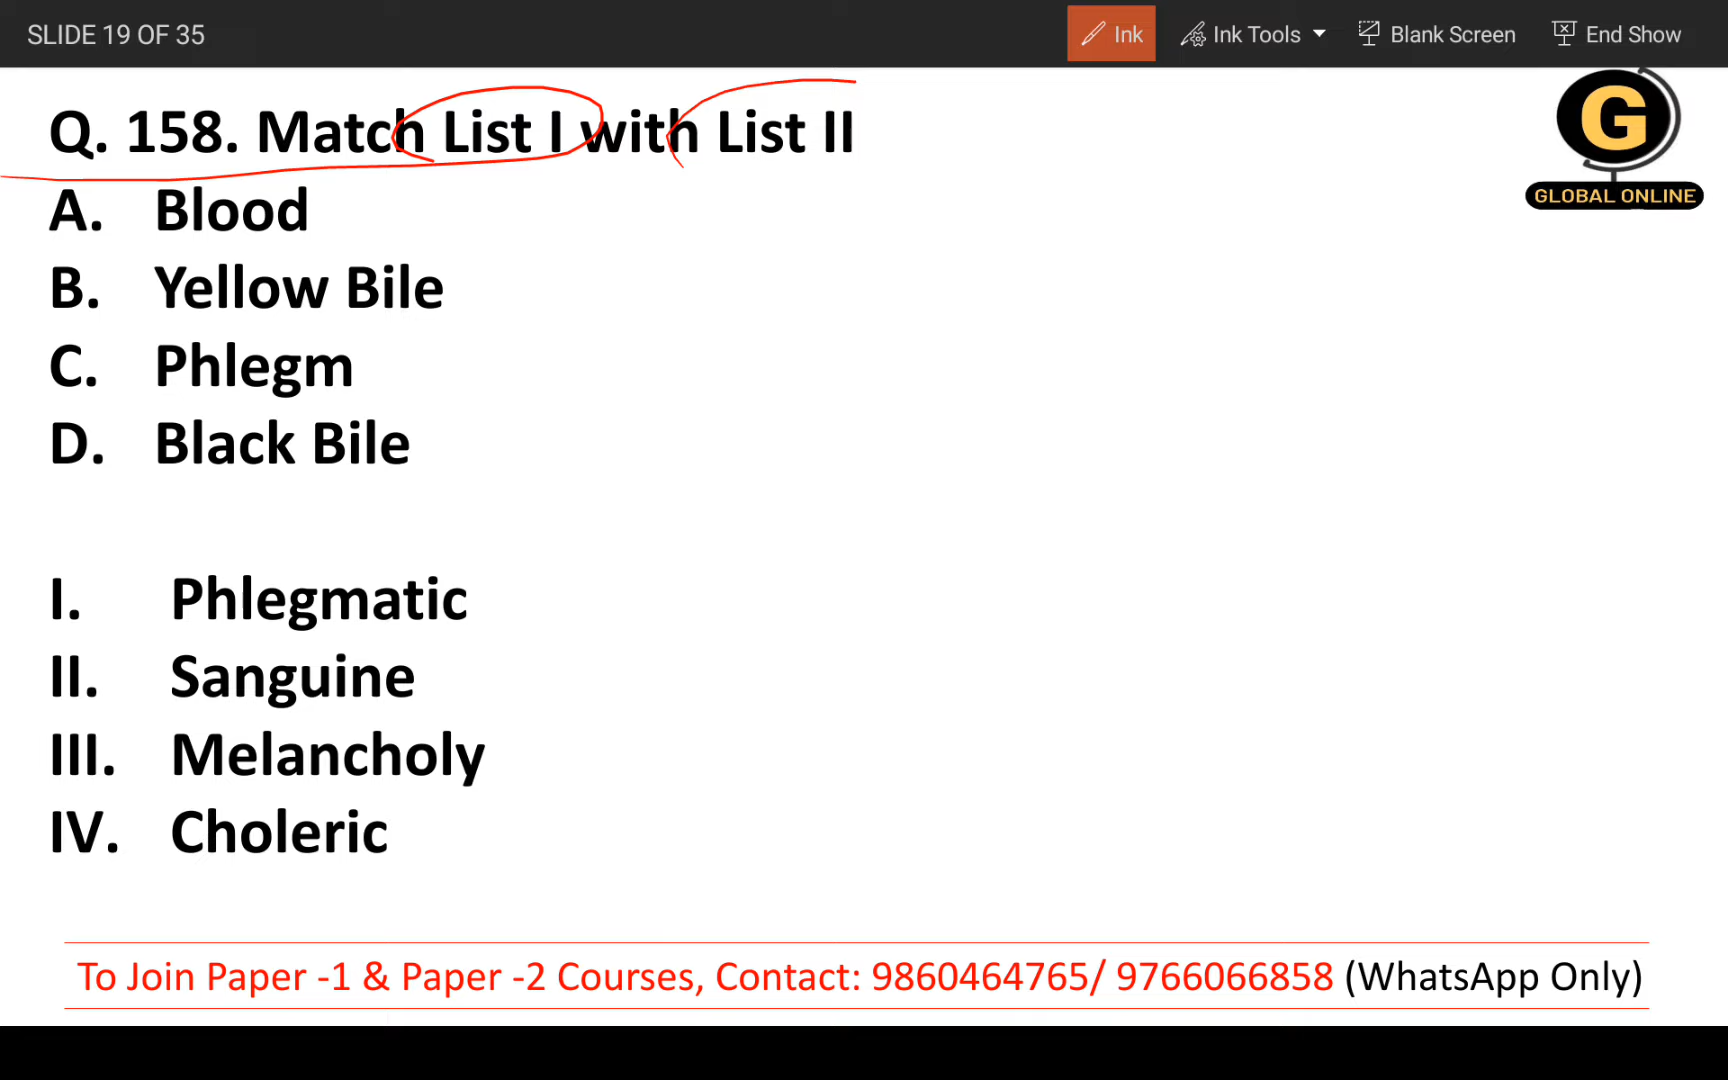 SLIDE 19 OF 35
Ink
Ink Tools
Blank Screen
End Show
Q. 158. Match List I with List II
G
GLOBAL ONLINE
A. Blood
B. Yellow Bile
C. Phlegm
D. Black Bile
I. Phlegmatic
II. Sanguine
III. Melancholy
IV. Choleric
To Join Paper -1 & Paper -2 Courses, Contact: 9860464765/ 9766066858 (WhatsApp Only)